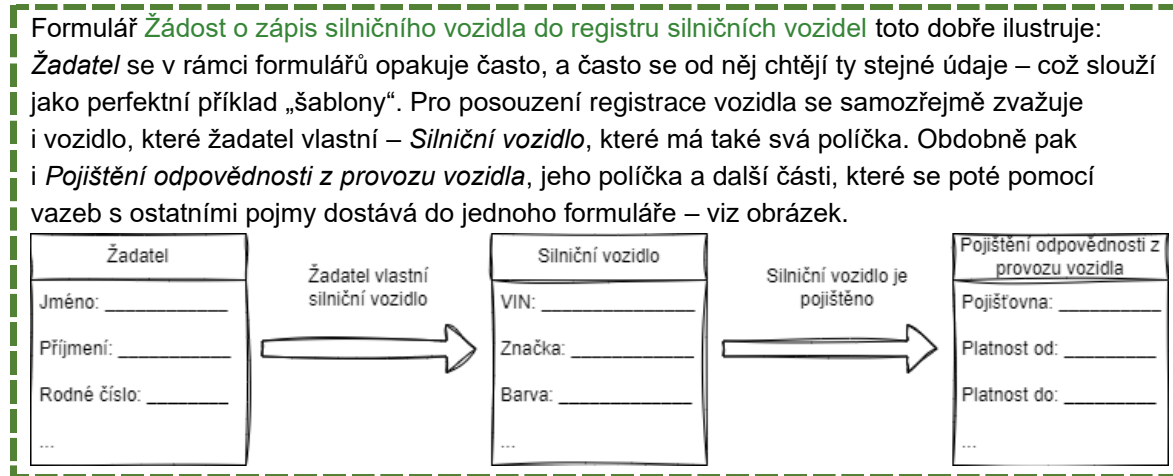 Formulář Žádost o zápis silničního vozidla do registru silničních vozidel toto dobře ilustruje:
Žadatel se v rámci formulářů opakuje často, a často se od něj chtějí ty stejné údaje – což slouží
jako perfektní příklad „šablony“. Pro posouzení registrace vozidla se samozřejmě zvažuje
i vozidlo, které žadatel vlastní – Silniční vozidlo, které má také svá políčka. Obdobně pak
i Pojištění odpovědnosti z provozu vozidla, jeho políčka a další části, které se poté pomocí
vazeb s ostatními pojmy dostává do jednoho formuláře – viz obrázek.
Žadatel
Jméno: ____________
Příjmení: ___________
Rodné číslo: ________
...
Žadatel vlastní
silniční vozidlo
Silniční vozidlo
VIN: _______________
Značka: ____________
Barva: _____________
...
Silniční vozidlo je
pojištěno
Pojištění odpovědnosti z
provozu vozidla
Pojišťovna: __________
Platnost od: _________
Platnost do: _________
...